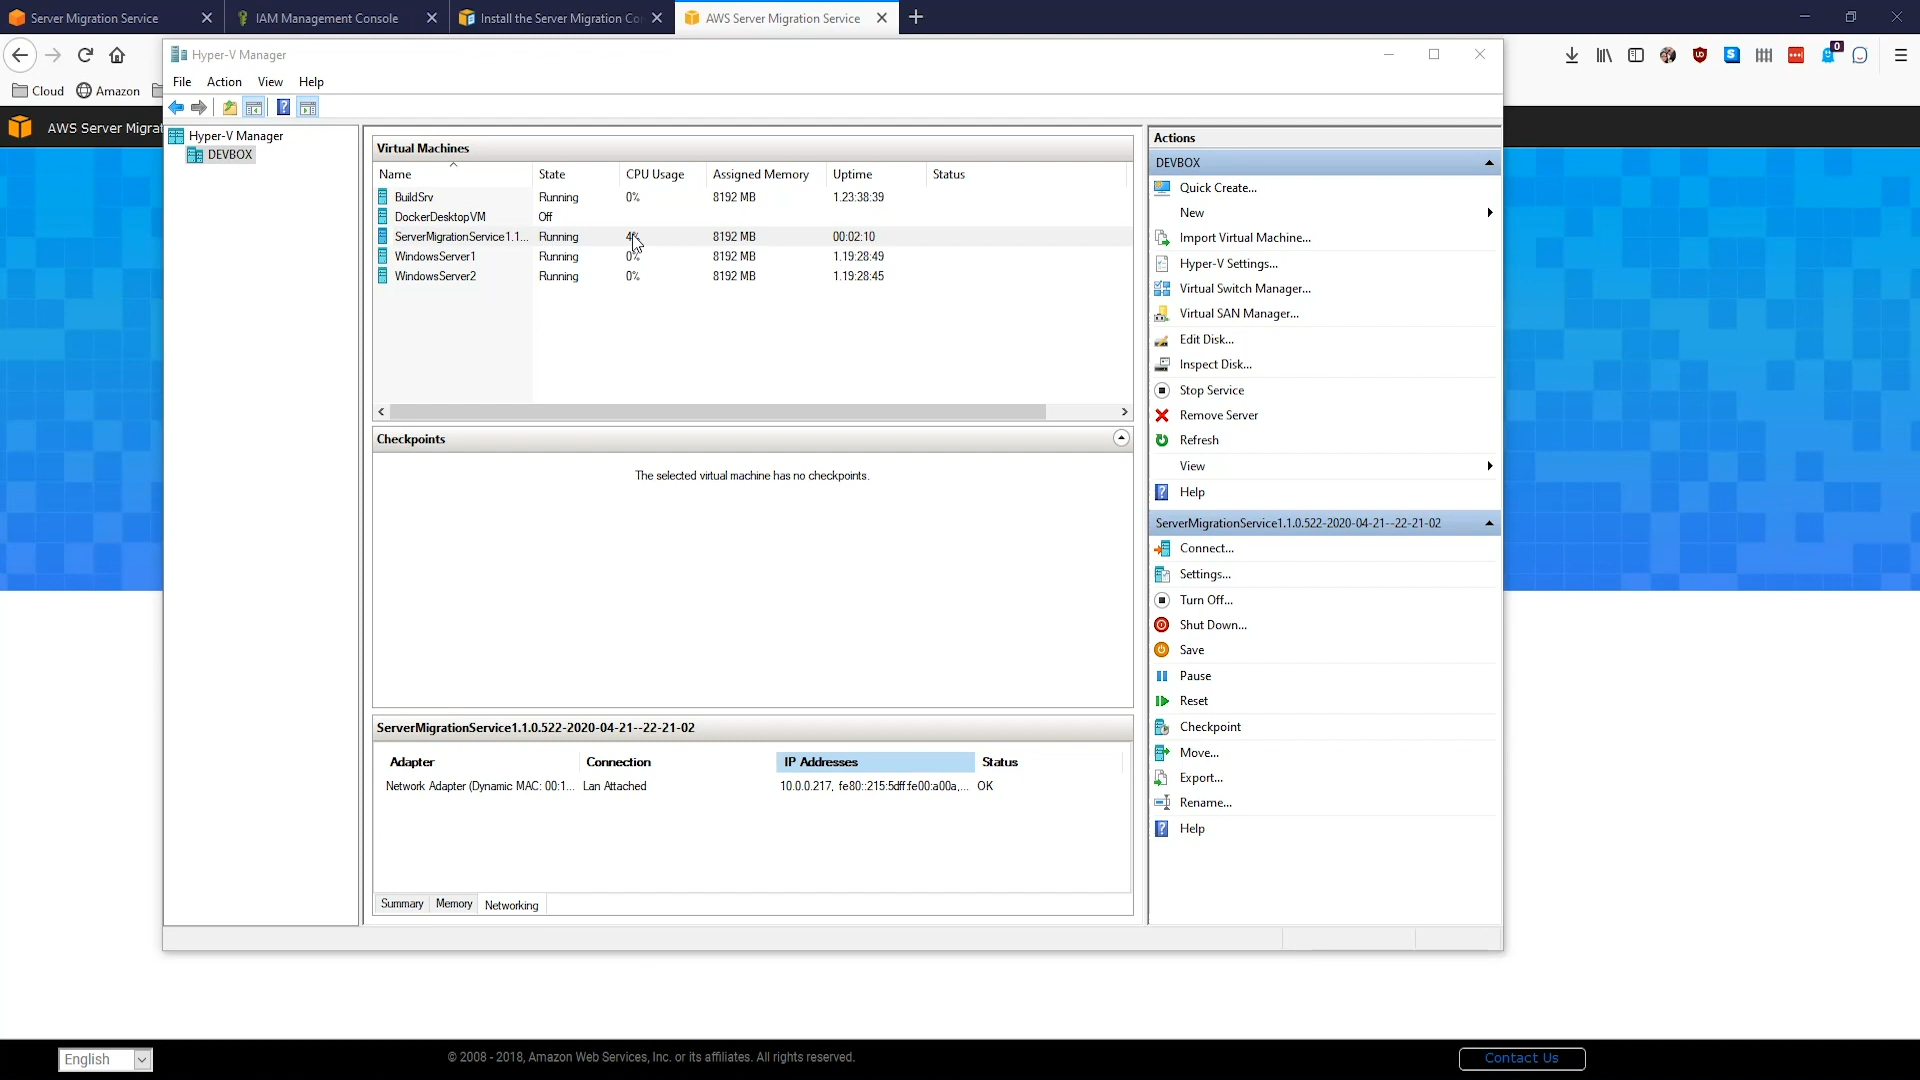 Server Migration Service
IAM Management Console
Install the Server Migration Co
AWS Server Migration Service
Cloud
Amazon
0
AWS Server Migrat
Hyper-V Manager
File Action View Help
Hyper-V Manager
DEVBOX
Virtual Machines
Name State CPU Usage Assigned Memory Uptime Status
BuildSrv Running 0% 8192 MB 1.23:38:39
DockerDesktopVM Off
ServerMigrationService1.1... Running 4% 8192 MB 00:02:10
WindowsServer1 Running 0% 8192 MB 1.19:28:49
WindowsServer2 Running 0% 8192 MB 1.19:28:45
Checkpoints
The selected virtual machine has no checkpoints.
ServerMigrationService1.1.0.522-2020-04-21--22-21-02
Adapter Connection IP Addresses Status
Network Adapter (Dynamic MAC: 00:1... Lan Attached 10.0.0.217, fe80::215:5dff:fe00:a00a,... OK
Summary Memory Networking
Actions
DEVBOX
Quick Create...
New
Import Virtual Machine...
Hyper-V Settings...
Virtual Switch Manager...
Virtual SAN Manager...
Edit Disk...
Inspect Disk...
Stop Service
Remove Server
Refresh
View
Help
ServerMigrationService1.1.0.522-2020-04-21--22-21-02
Connect...
Settings...
Turn Off...
Shut Down...
Save
Pause
Reset
Checkpoint
Move...
Export...
Rename...
Help
English
© 2008 - 2018, Amazon Web Services, Inc. or its affiliates. All rights reserved.
Contact Us